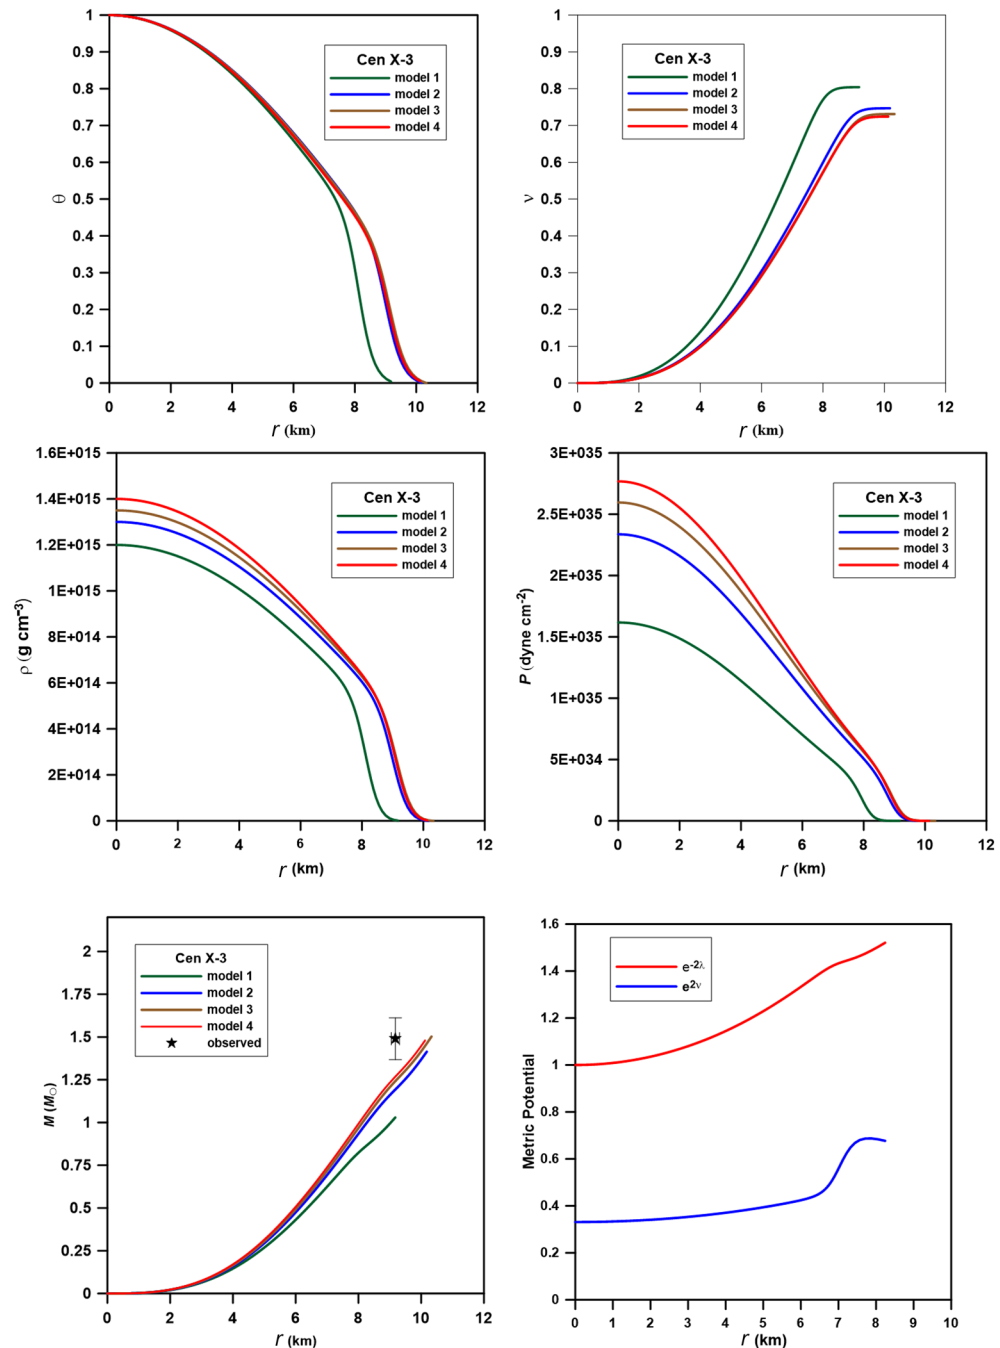 1
0.9
0.8
0.7
0.6
0.5
0.4
0.3
0.2
0.1
0
θ
Cen X-3
model 1
model 2
model 3
model 4
0 2 4 6 8 10 12
r (km)
1
0.9
0.8
0.7
0.6
0.5
0.4
0.3
0.2
0.1
0
ν
Cen X-3
model 1
model 2
model 3
model 4
0 2 4 6 8 10 12
r (km)
1.6E+015
1.4E+015
1.2E+015
1E+015
8E+014
6E+014
4E+014
2E+014
0
ρ (g cm⁻³)
Cen X-3
model 1
model 2
model 3
model 4
0 2 4 6 8 10 12
r (km)
3E+035
2.5E+035
2E+035
1.5E+035
1E+035
5E+034
0
P (dyne cm⁻²)
Cen X-3
model 1
model 2
model 3
model 4
0 2 4 6 8 10 12
r (km)
2
1.75
1.5
1.25
1
0.75
0.5
0.25
0
M (M☉)
Cen X-3
model 1
model 2
model 3
model 4
observed
0 2 4 6 8 10 12
r (km)
1.6
1.4
1.2
1
0.8
0.6
0.4
0.2
0
Metric Potential
e⁻²λ
e²ν
0 1 2 3 4 5 6 7 8 9 10
r (km)